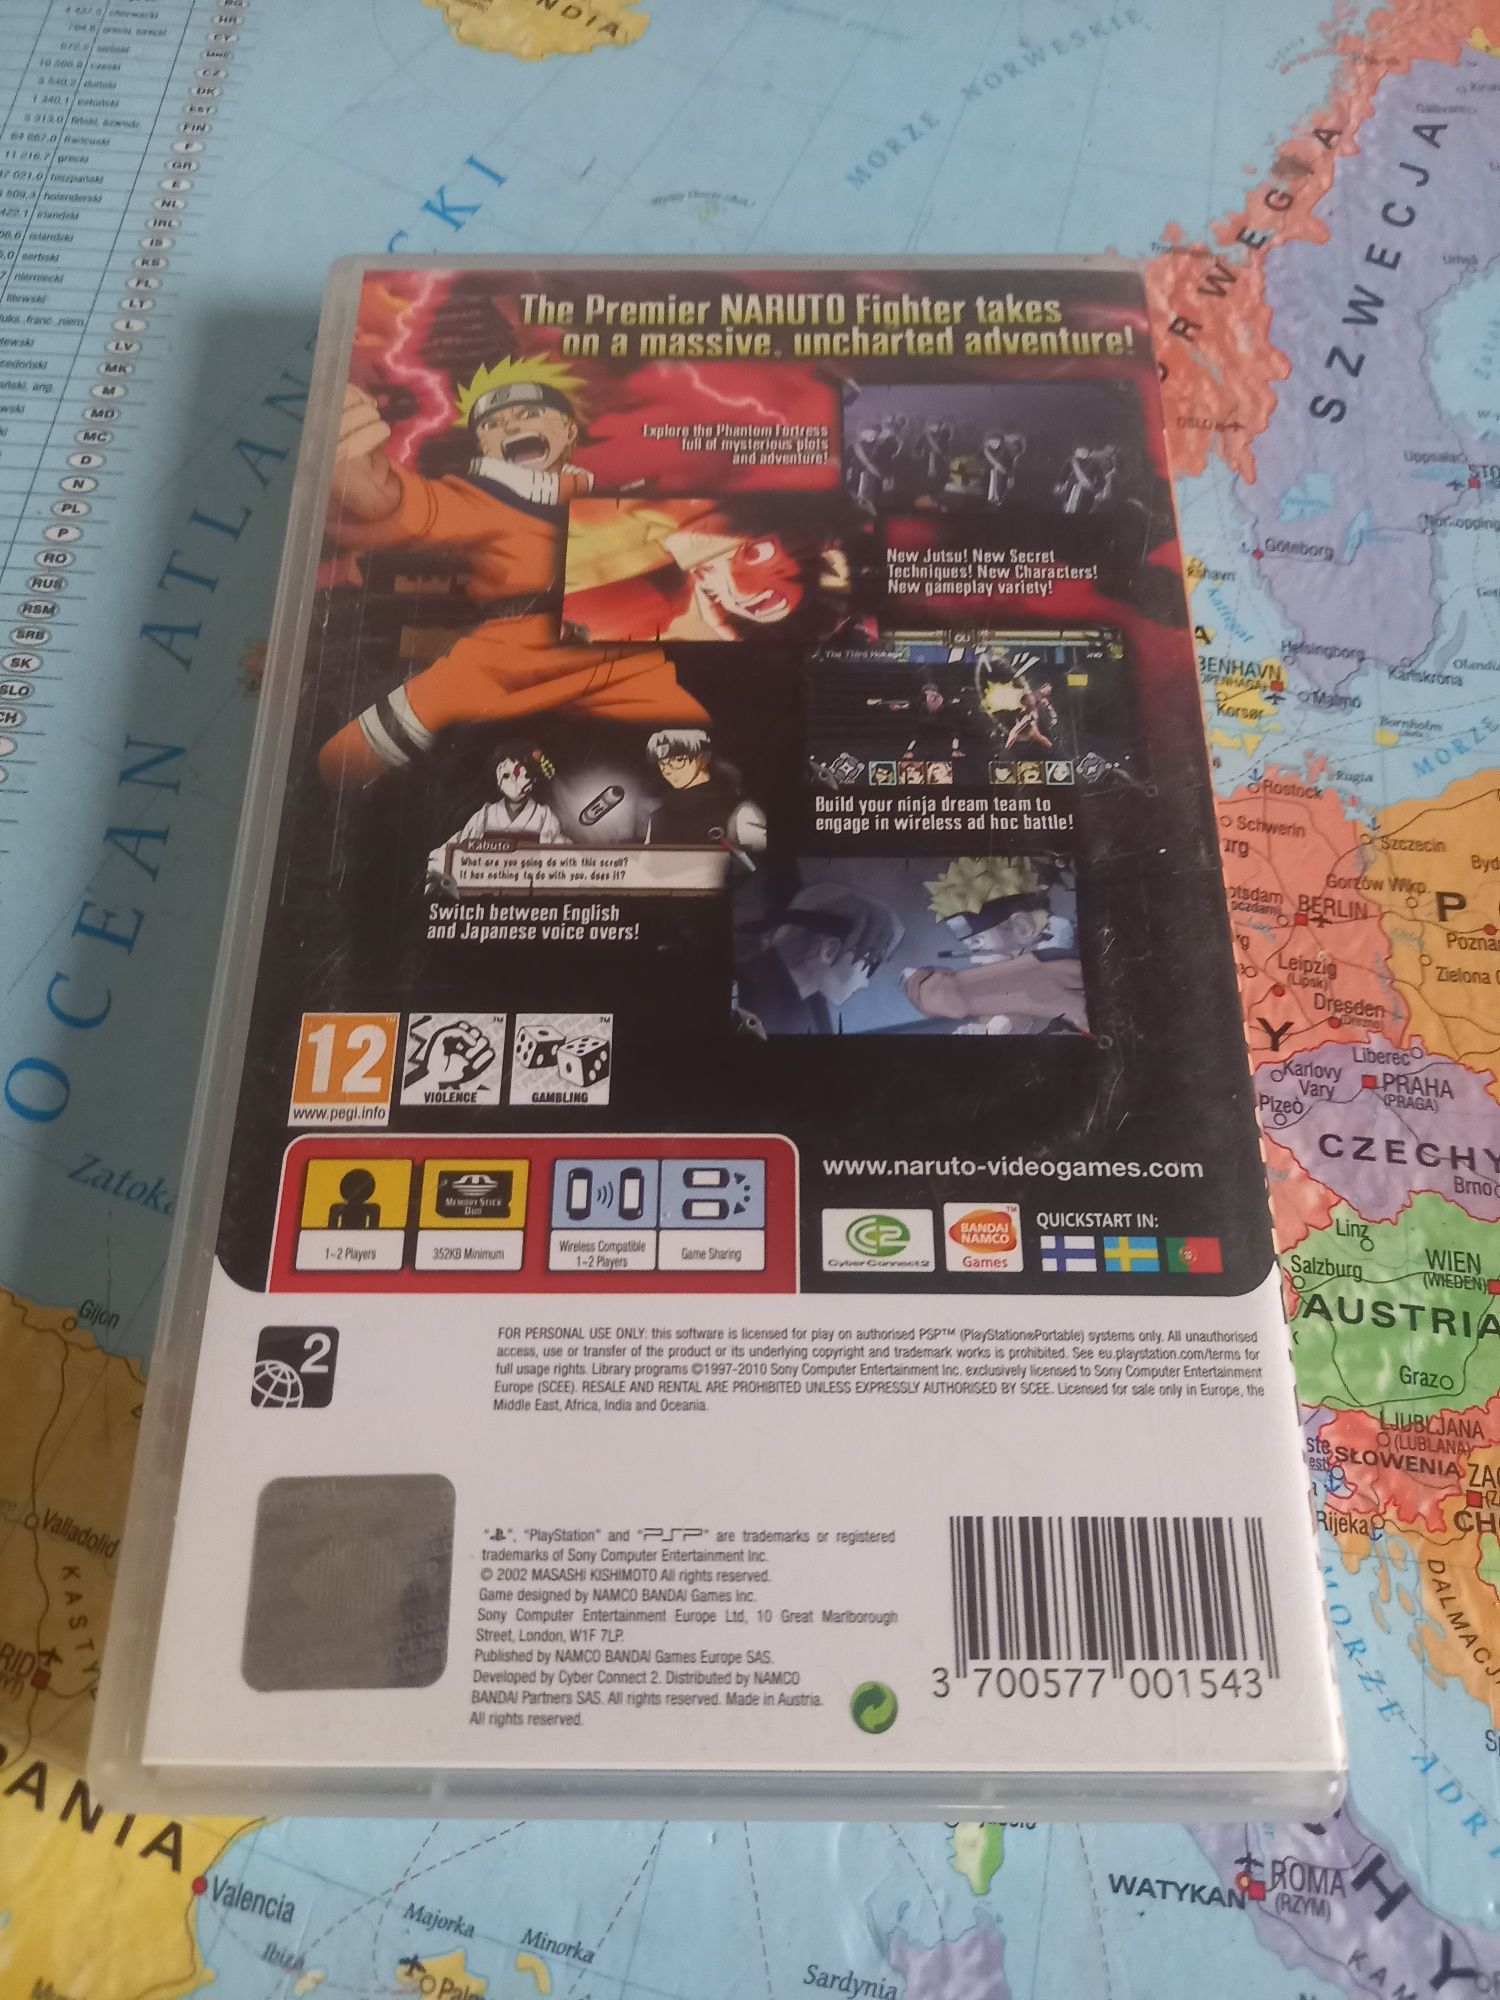 The Premier NARUTO Fighter takes
on a massive, uncharted adventure!
Explore the Phantom Fortress
full of mysterious plots
and adventure!
New Jutsu! New Secret
Techniques! New Characters!
New gameplay variety!
The Third Hokage
Build your ninja dream team to
engage in wireless ad hoc battle!
Kabuto
What are you going do with this scroll?
It has nothing to do with you, does it?
Switch between English
and Japanese voice overs!
12
www.pegi.info
VIOLENCE
GAMBLING
1-2 Players
MEMORY STICK
DUO
352KB Minimum
Wireless Compatible
1-2 Players
Game Sharing
www.naruto-videogames.com
CyberConnect2
BANDAI
NAMCO
Games
QUICKSTART IN:
2
FOR PERSONAL USE ONLY: this software is licensed for play on authorised PSP™ (PlayStation®Portable) systems only. All unauthorised
access, use or transfer of the product or its underlying copyright and trademark works is prohibited. See eu.playstation.com/terms for
full usage rights. Library programs ©1997-2010 Sony Computer Entertainment Inc. exclusively licensed to Sony Computer Entertainment
Europe (SCEE). RESALE AND RENTAL ARE PROHIBITED UNLESS EXPRESSLY AUTHORISED BY SCEE. Licensed for sale only in Europe, the
Middle East, Africa, India and Oceania.
"PlayStation" and "PSP" are trademarks or registered
trademarks of Sony Computer Entertainment Inc.
© 2002 MASASHI KISHIMOTO All rights reserved.
Game designed by NAMCO BANDAI Games Inc.
Sony Computer Entertainment Europe Ltd, 10 Great Marlborough
Street, London, W1F 7LP.
Published by NAMCO BANDAI Games Europe SAS.
Developed by Cyber Connect 2. Distributed by NAMCO
BANDAI Partners SAS. All rights reserved. Made in Austria.
All rights reserved.
3 700577 001543
MORZE NORWESKIE
SZWECJA
OCEAN ATLAN
OSLO
Uppsala
Göteborg
Helsingborg
Karlskrona
Malmö
Korsør
Bornholm
MORZE
Rugia
Rostock
Schwerin
Szczecin
Gorzów Wlkp.
BERLIN
P
Zielona
Leipzig
(Lipsk)
Dresden
(Drezno)
Liberec
Karlovy
Vary
PRAHA
(PRAGA)
CZECHY
Brno
Linz
WIEN
(WIEDEŃ)
Salzburg
AUSTRIA
Graz
LJUBLJANA
(LUBLANA)
SŁOWENIA
Rijeka
Zatoka
Gijón
Valladolid
Valencia
Majorka
Minorka
Ibiza
Sardynia
WATYKAN
ROMA
(RZYM)